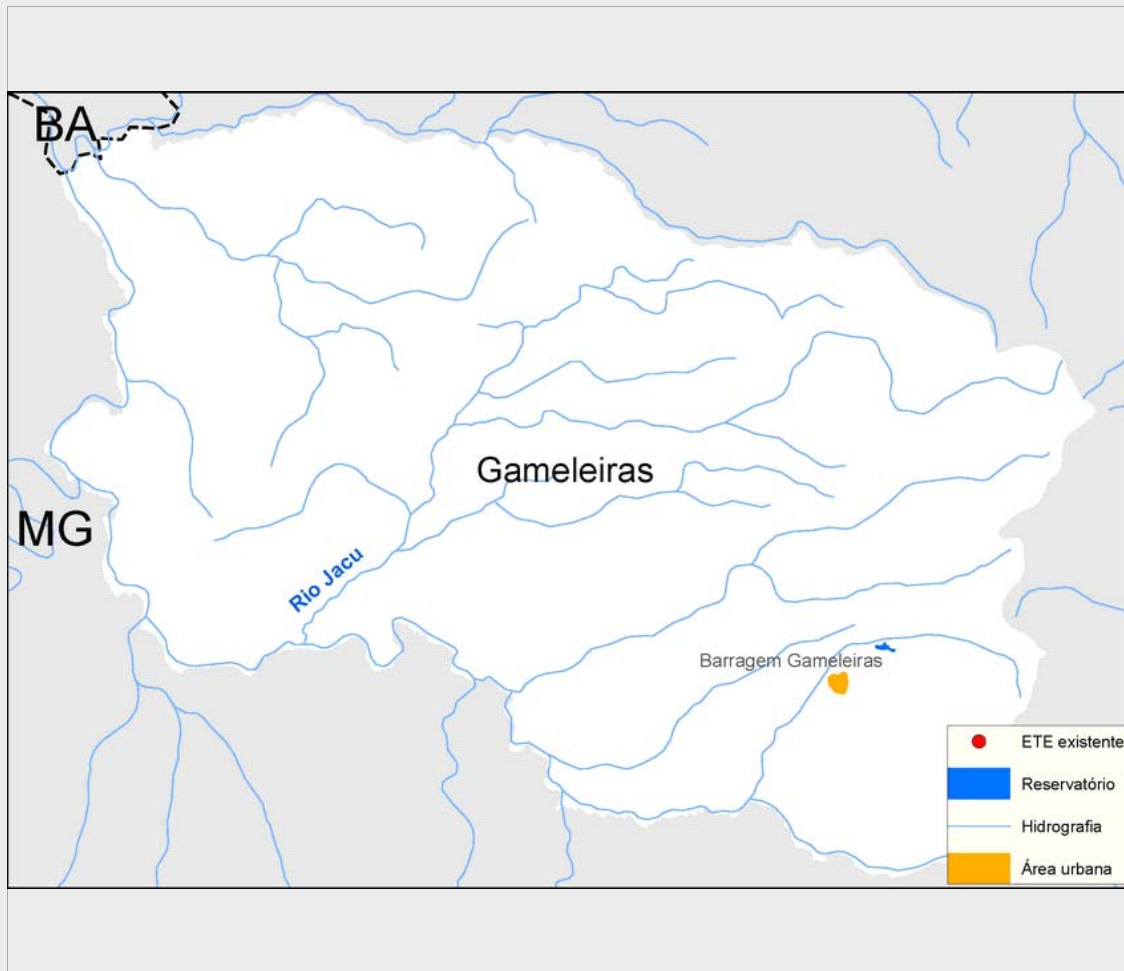 BA
Gameleiras
MG
Rio Jacu
Barragem Gameleiras
ETE existente
Reservatório
Hidrografia
Área urbana